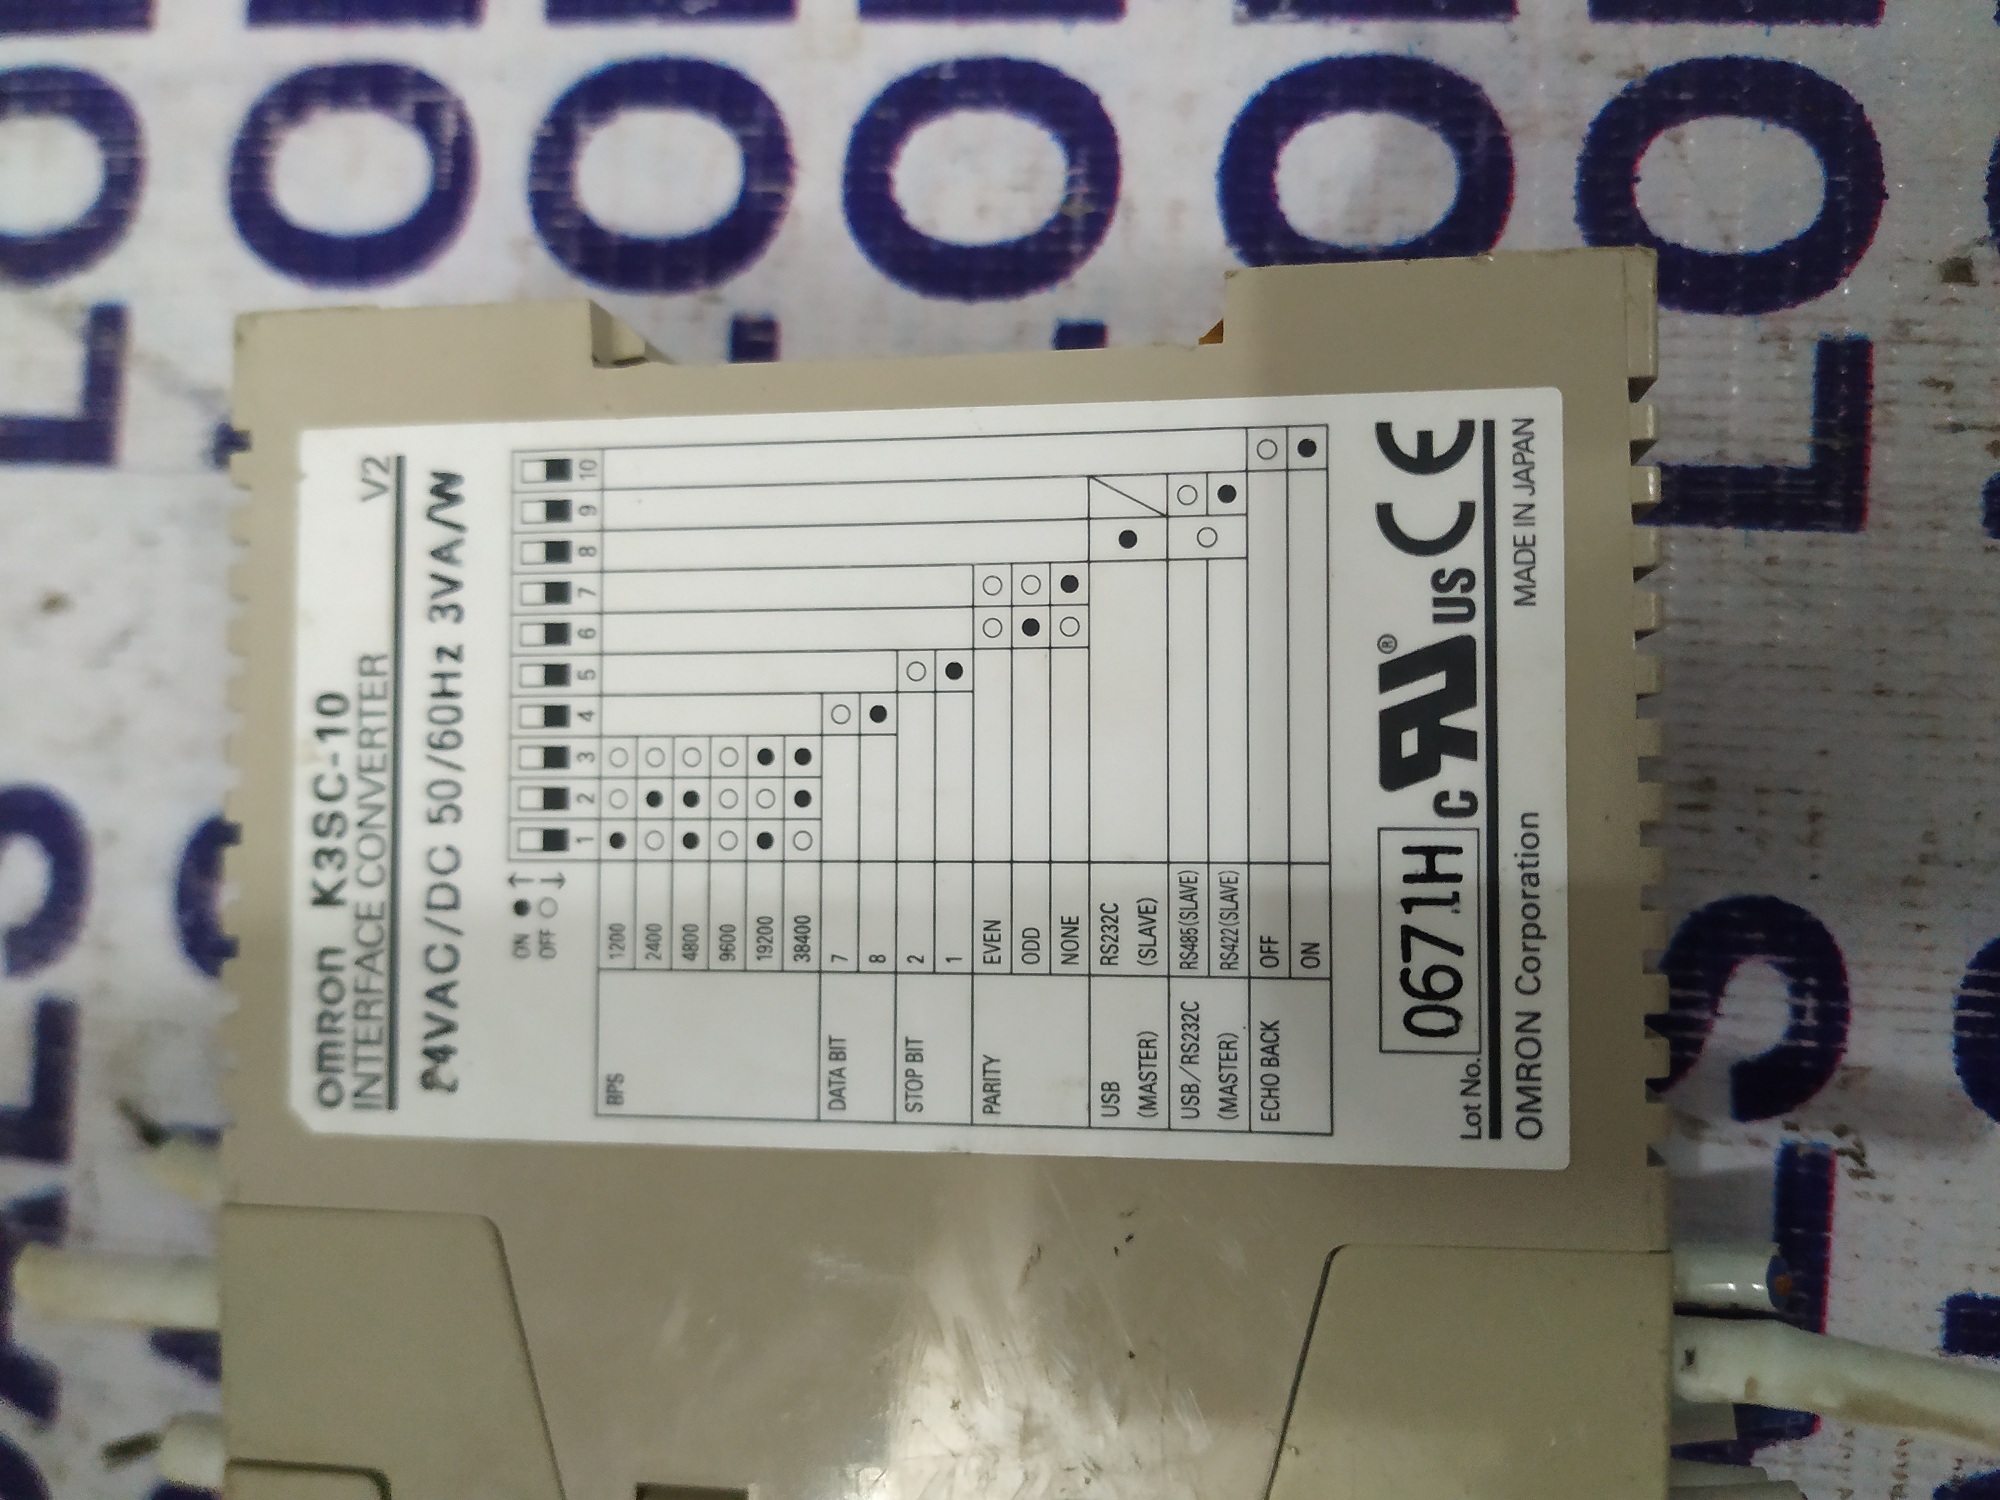 OMRON K3SC-10
INTERFACE CONVERTER V2
24VAC/DC 50/60Hz 3VA/W
ON ● ↑
OFF ○ ↓
1 2 3 4 5 6 7 8 9 10
BPS 1200 ● ○ ○
2400 ○ ● ○
4800 ● ● ○
9600 ○ ○ ○
19200 ● ○ ●
38400 ○ ● ●
DATA BIT 7 ○
8 ●
STOP BIT 2 ○
1 ●
PARITY EVEN ○ ○
ODD ● ○
NONE ○ ●
USB RS232C ●
(MASTER) (SLAVE)
USB/RS232C RS485(SLAVE) ○ ○
(MASTER) RS422(SLAVE) ●
ECHO BACK OFF ○
ON ●
Lot No. 0671H c RU ® US CE
OMRON Corporation MADE IN JAPAN